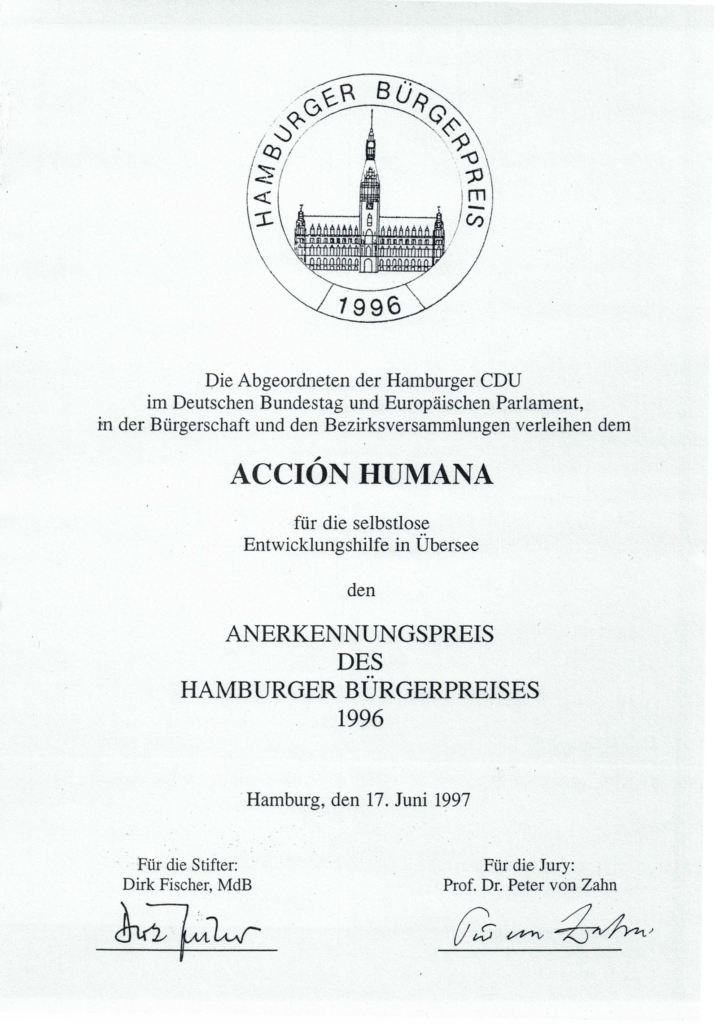 HAMBURGER BÜRGERPREIS
1996
Die Abgeordneten der Hamburger CDU
im Deutschen Bundestag und Europäischen Parlament,
in der Bürgerschaft und den Bezirksversammlungen verleihen dem
ACCIÓN HUMANA
für die selbstlose
Entwicklungshilfe in Übersee
den
ANERKENNUNGSPREIS
DES
HAMBURGER BÜRGERPREISES
1996
Hamburg, den 17. Juni 1997
Für die Stifter:
Dirk Fischer, MdB
Für die Jury:
Prof. Dr. Peter von Zahn